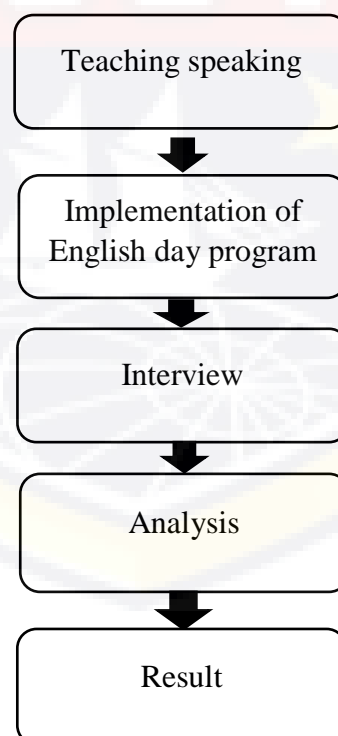 Teaching speaking
Implementation of
English day program
Interview
Analysis
Result